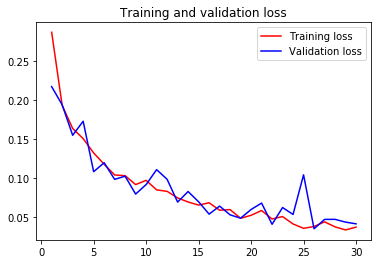 Training and validation loss
Training loss
Validation loss
0.25
0.20
0.15
0.10
0.05
0 5 10 15 20 25 30